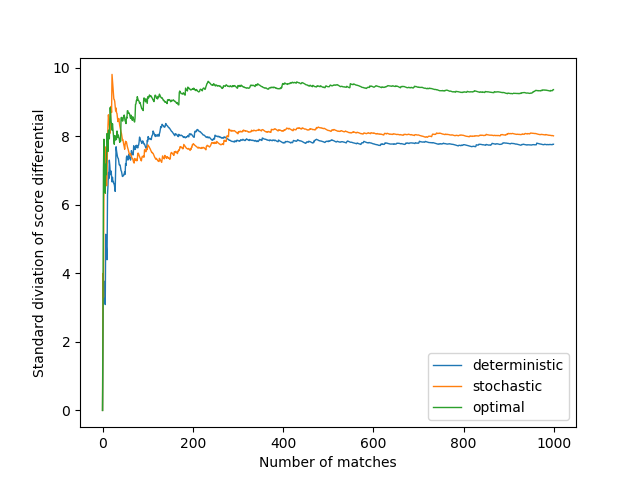 10
8
6
4
2
0
Standard diviation of score differential
deterministic
stochastic
optimal
0 200 400 600 800 1000
Number of matches